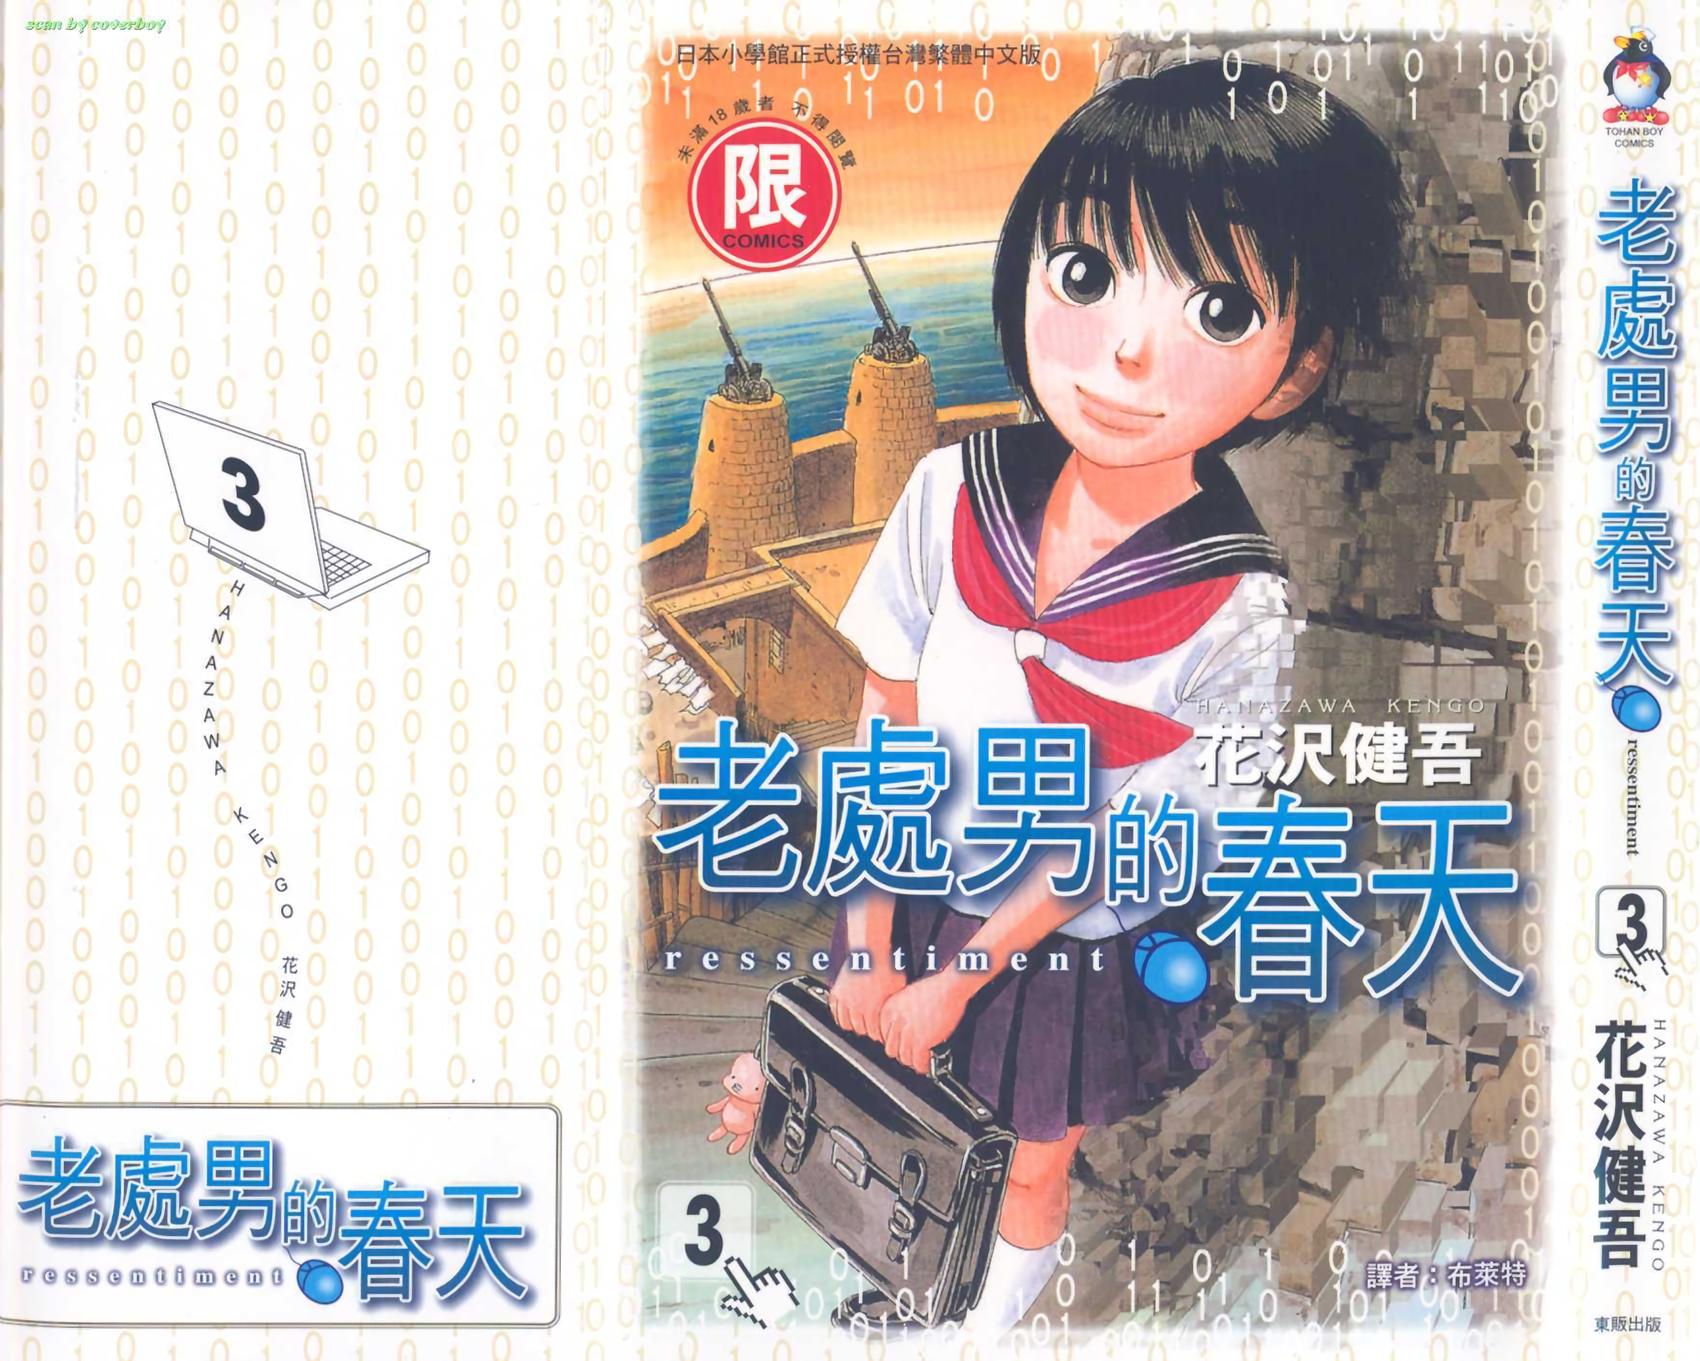 scan by coverboy
3
HANAZAWA KENGO 花沢健吾
老處男的春天
ressentiment
日本小學館正式授權台灣繁體中文版
未滿18歲者 不得閱覽
限
COMICS
HANAZAWA KENGO
花沢健吾
老處男的春天
ressentiment
3
譯者：布萊特
TOHAN BOY
COMICS
老處男的春天
ressentiment
3
花沢健吾
HANAZAWA KENGO
東販出版